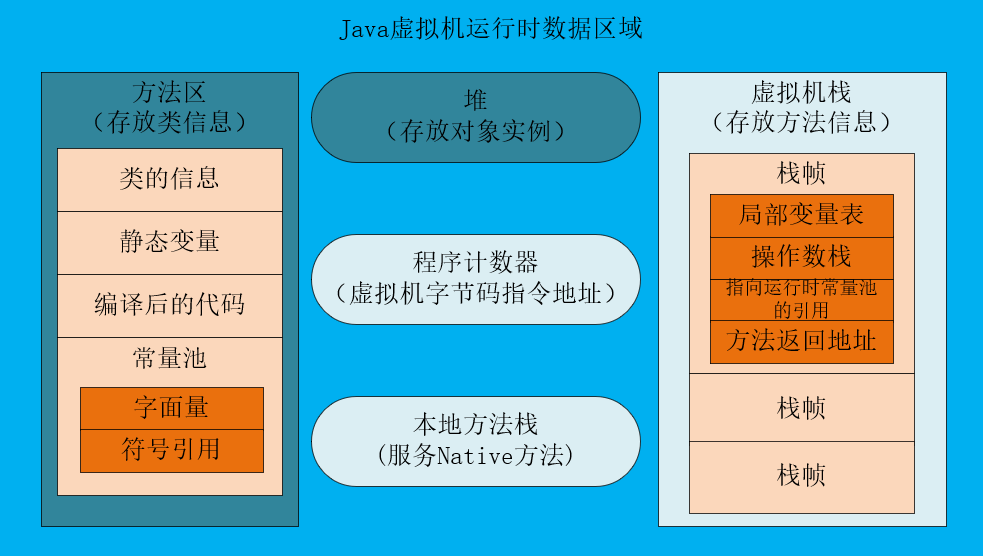 Java虚拟机运行时数据区域
方法区
（存放类信息）
类的信息
静态变量
编译后的代码
常量池
字面量
符号引用
堆
（存放对象实例）
程序计数器
（虚拟机字节码指令地址）
本地方法栈
(服务Native方法)
虚拟机栈
（存放方法信息）
栈帧
局部变量表
操作数栈
指向运行时常量池
的引用
方法返回地址
栈帧
栈帧